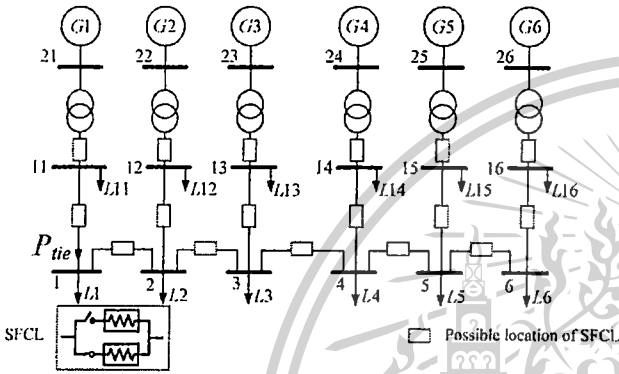 G1 G2 G3 G4 G5 G6
21 22 23 24 25 26
11 12 13 14 15 16
L11 L12 L13 L14 L15 L16
Ptie
1 2 3 4 5 6
L1 L2 L3 L4 L5 L6
SFCL
Possible location of SFCL